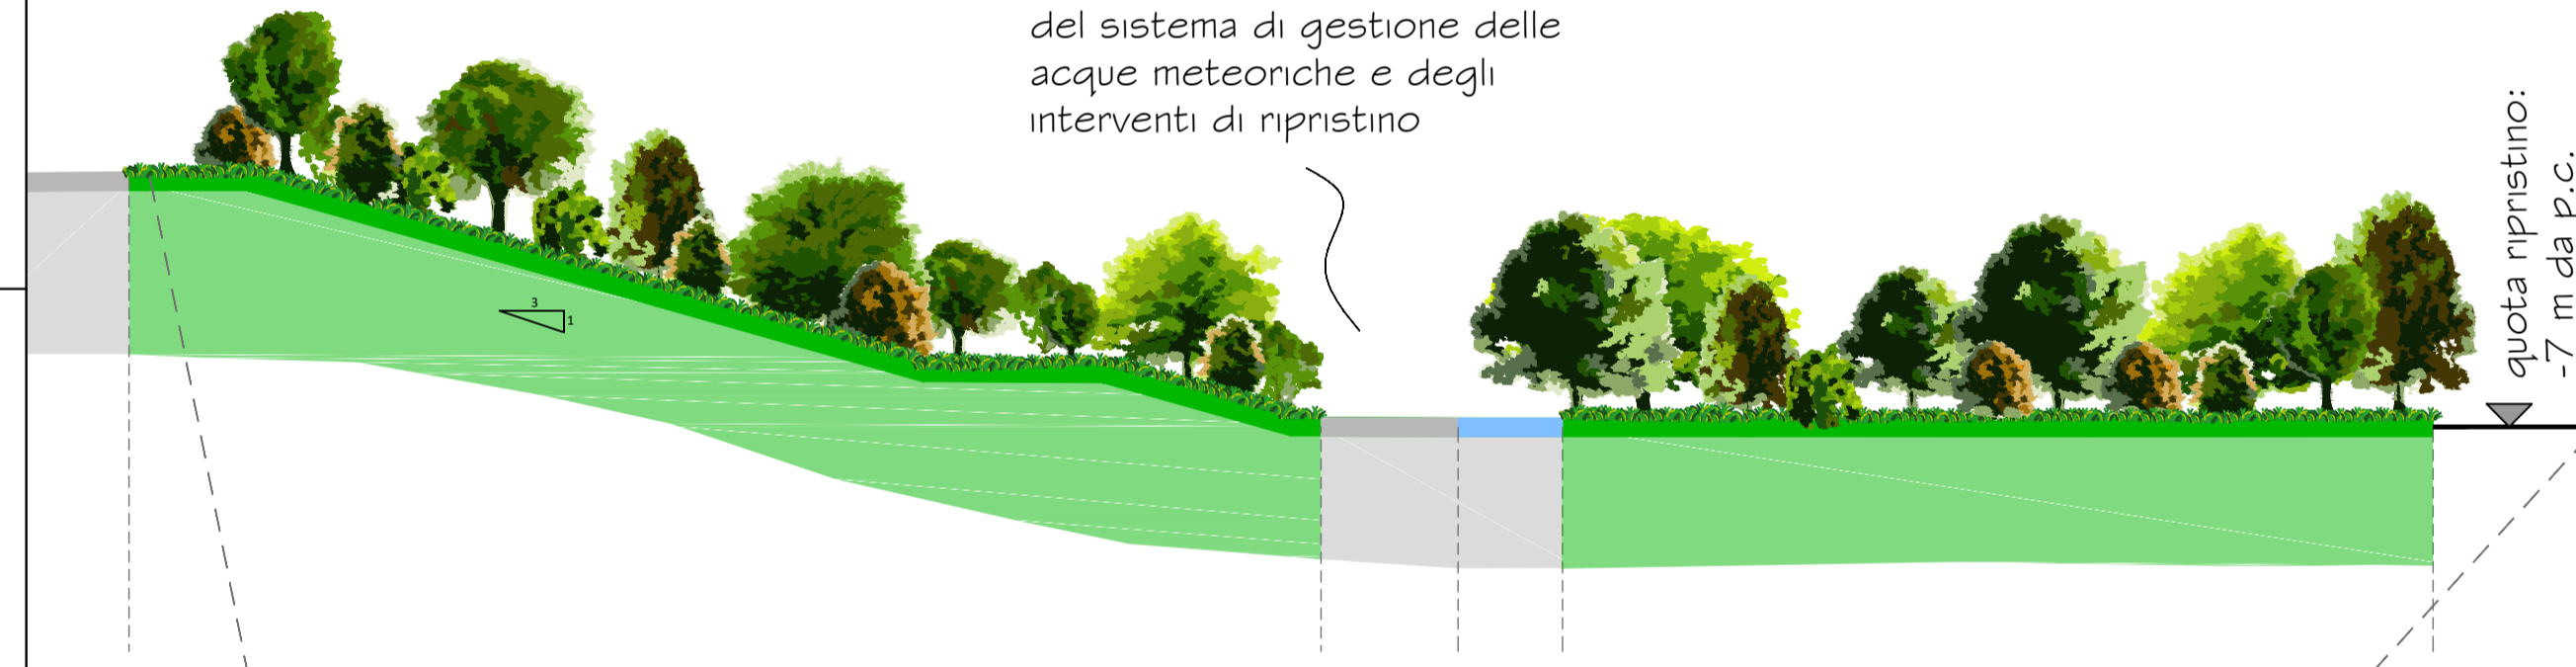 del sistema di gestione delle
acque meteoriche e degli
interventi di ripristino
3
1
quota ripristino:
-7 m da p.c.